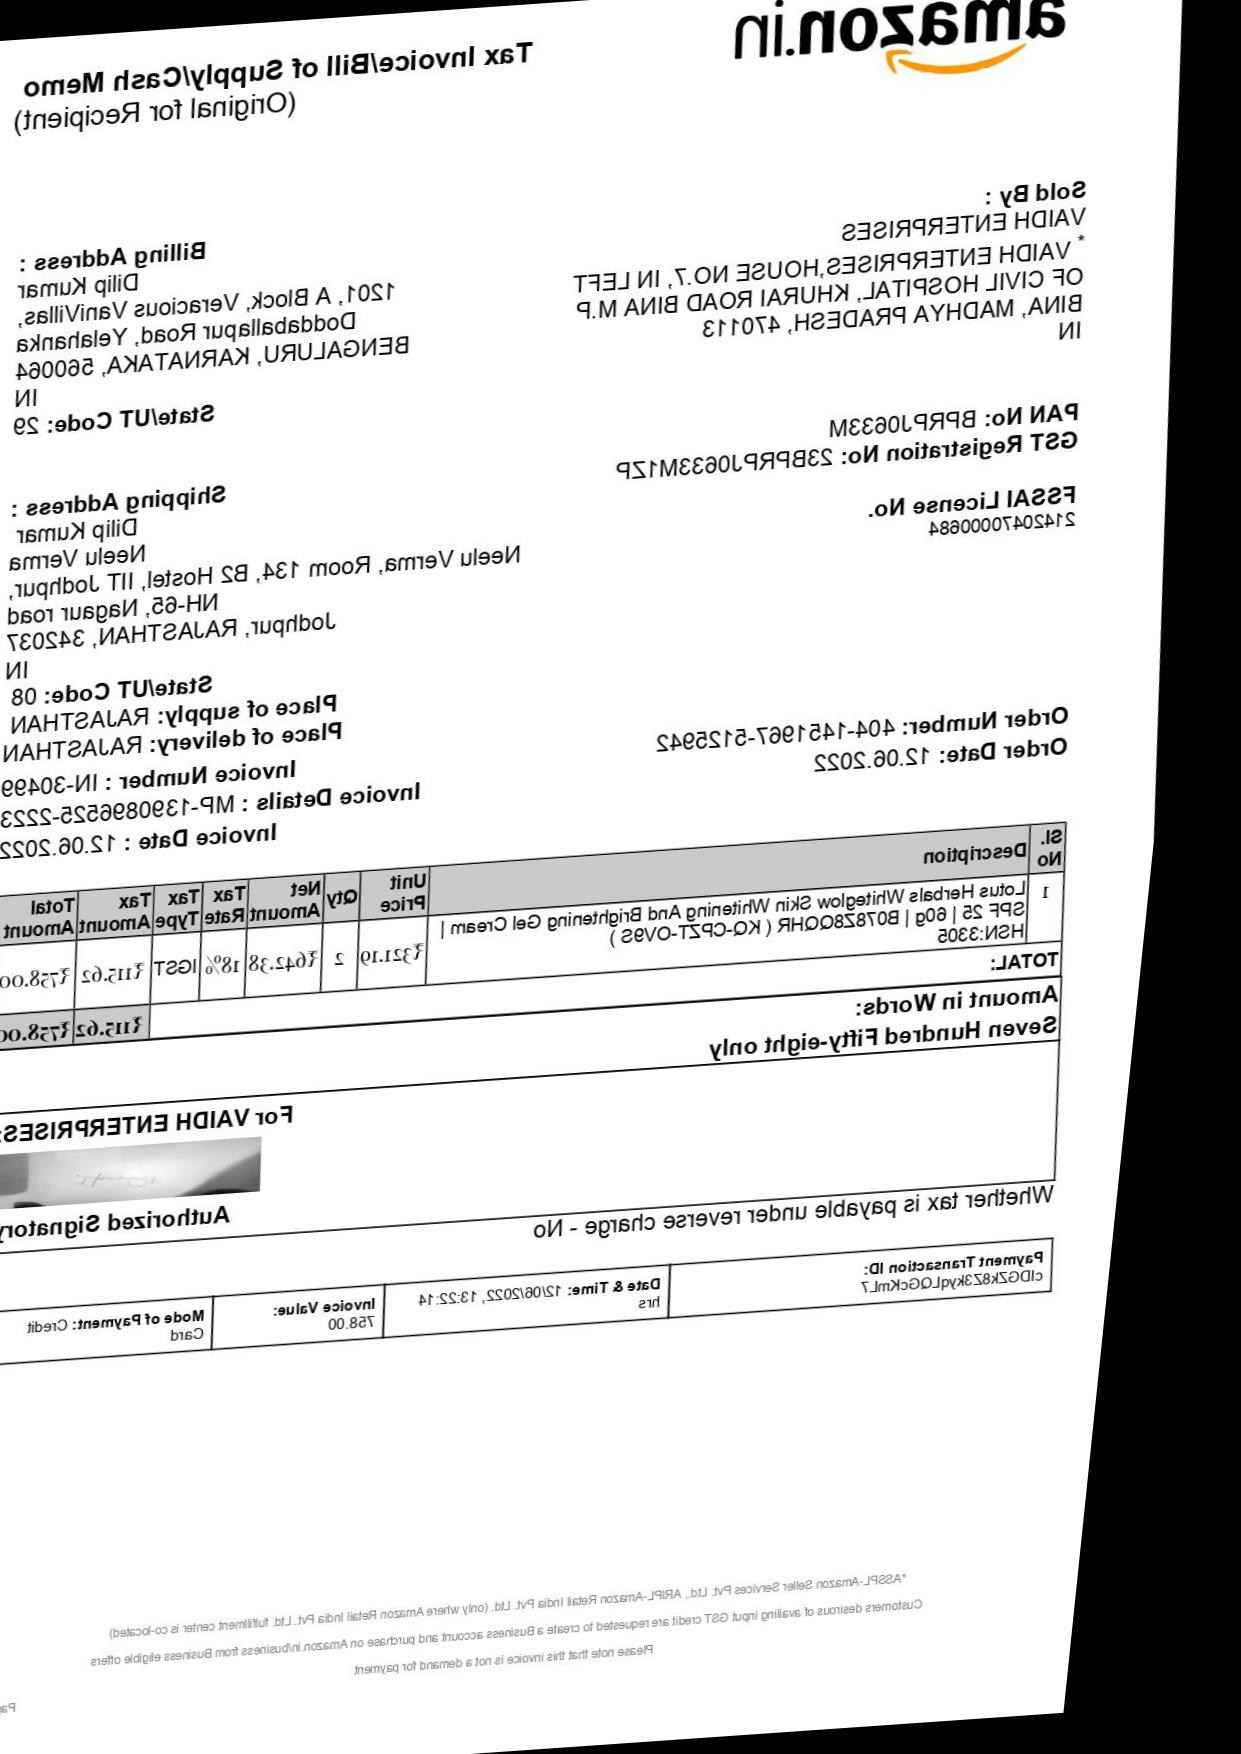 amazon.in
Tax Invoice/Bill of Supply/Cash Memo
(Original for Recipient)
Sold By :
VAIDH ENTERPRISES
* VAIDH ENTERPRISES,HOUSE NO.7, IN LEFT
OF CIVIL HOSPITAL, KHURAI ROAD BINA M.P
BINA, MADHYA PRADESH, 470113
IN
PAN No: BPRPJ0633M
GST Registration No: 23BPRPJ0633M1ZP
FSSAI License No.
21420470000684
Billing Address :
Dilip Kumar
1201, A Block, Veracious VaniVillas,
Doddaballapur Road, Yelahanka
BENGALURU, KARNATAKA, 560064
IN
State/UT Code: 29
Shipping Address :
Dilip Kumar
Neelu Verma
Neelu Verma, Room 134, B2 Hostel, IIT Jodhpur,
NH-65, Nagaur road
Jodhpur, RAJASTHAN, 342037
IN
State/UT Code: 08
Place of supply: RAJASTHAN
Place of delivery: RAJASTHAN
Order Number: 404-1451967-5125942
Order Date: 12.06.2022
Invoice Number : IN-30499
Invoice Details : MP-1390896525-2223
Invoice Date : 12.06.2022
Sl. No Description Unit Price Qty Net Amount Tax Rate Tax Type Tax Amount Total Amount
1 Lotus Herbals Whiteglow Skin Whitening And Brightening Gel Cream | ₹321.19 2 ₹642.38 18% IGST ₹115.62 ₹758.00
SPF 25 | 60g | B078Z8QQHR ( KQ-CPZT-OV9S )
HSN:3305
TOTAL: ₹115.62 ₹758.00
Amount in Words:
Seven Hundred Fifty-eight only
For VAIDH ENTERPRISES:
Authorized Signatory
Whether tax is payable under reverse charge - No
Payment Transaction ID: Date & Time: 12/06/2022, 13:22:14 Invoice Value: Mode of Payment: Credit
cIDGZk8Z3kyqLQGcKmL7 hrs 758.00 Card
*ASSPL-Amazon Seller Services Pvt. Ltd., ARIPL-Amazon Retail India Pvt. Ltd. (only where Amazon Retail India Pvt. Ltd. fulfillment center is co-located)
Customers desirous of availing input GST credit are requested to create a Business account and purchase on Amazon.in/business from Business eligible offers
Please note that this invoice is not a demand for payment